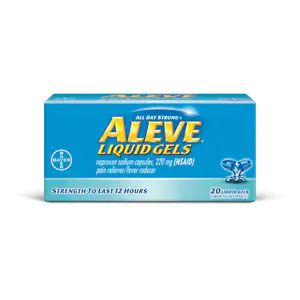 ALL DAY STRONG®
ALEVE®
LIQUID GELS
naproxen sodium capsules, 220 mg (NSAID)
pain reliever/fever reducer
BAYER
STRENGTH TO LAST 12 HOURS
20 LIQUID GELS